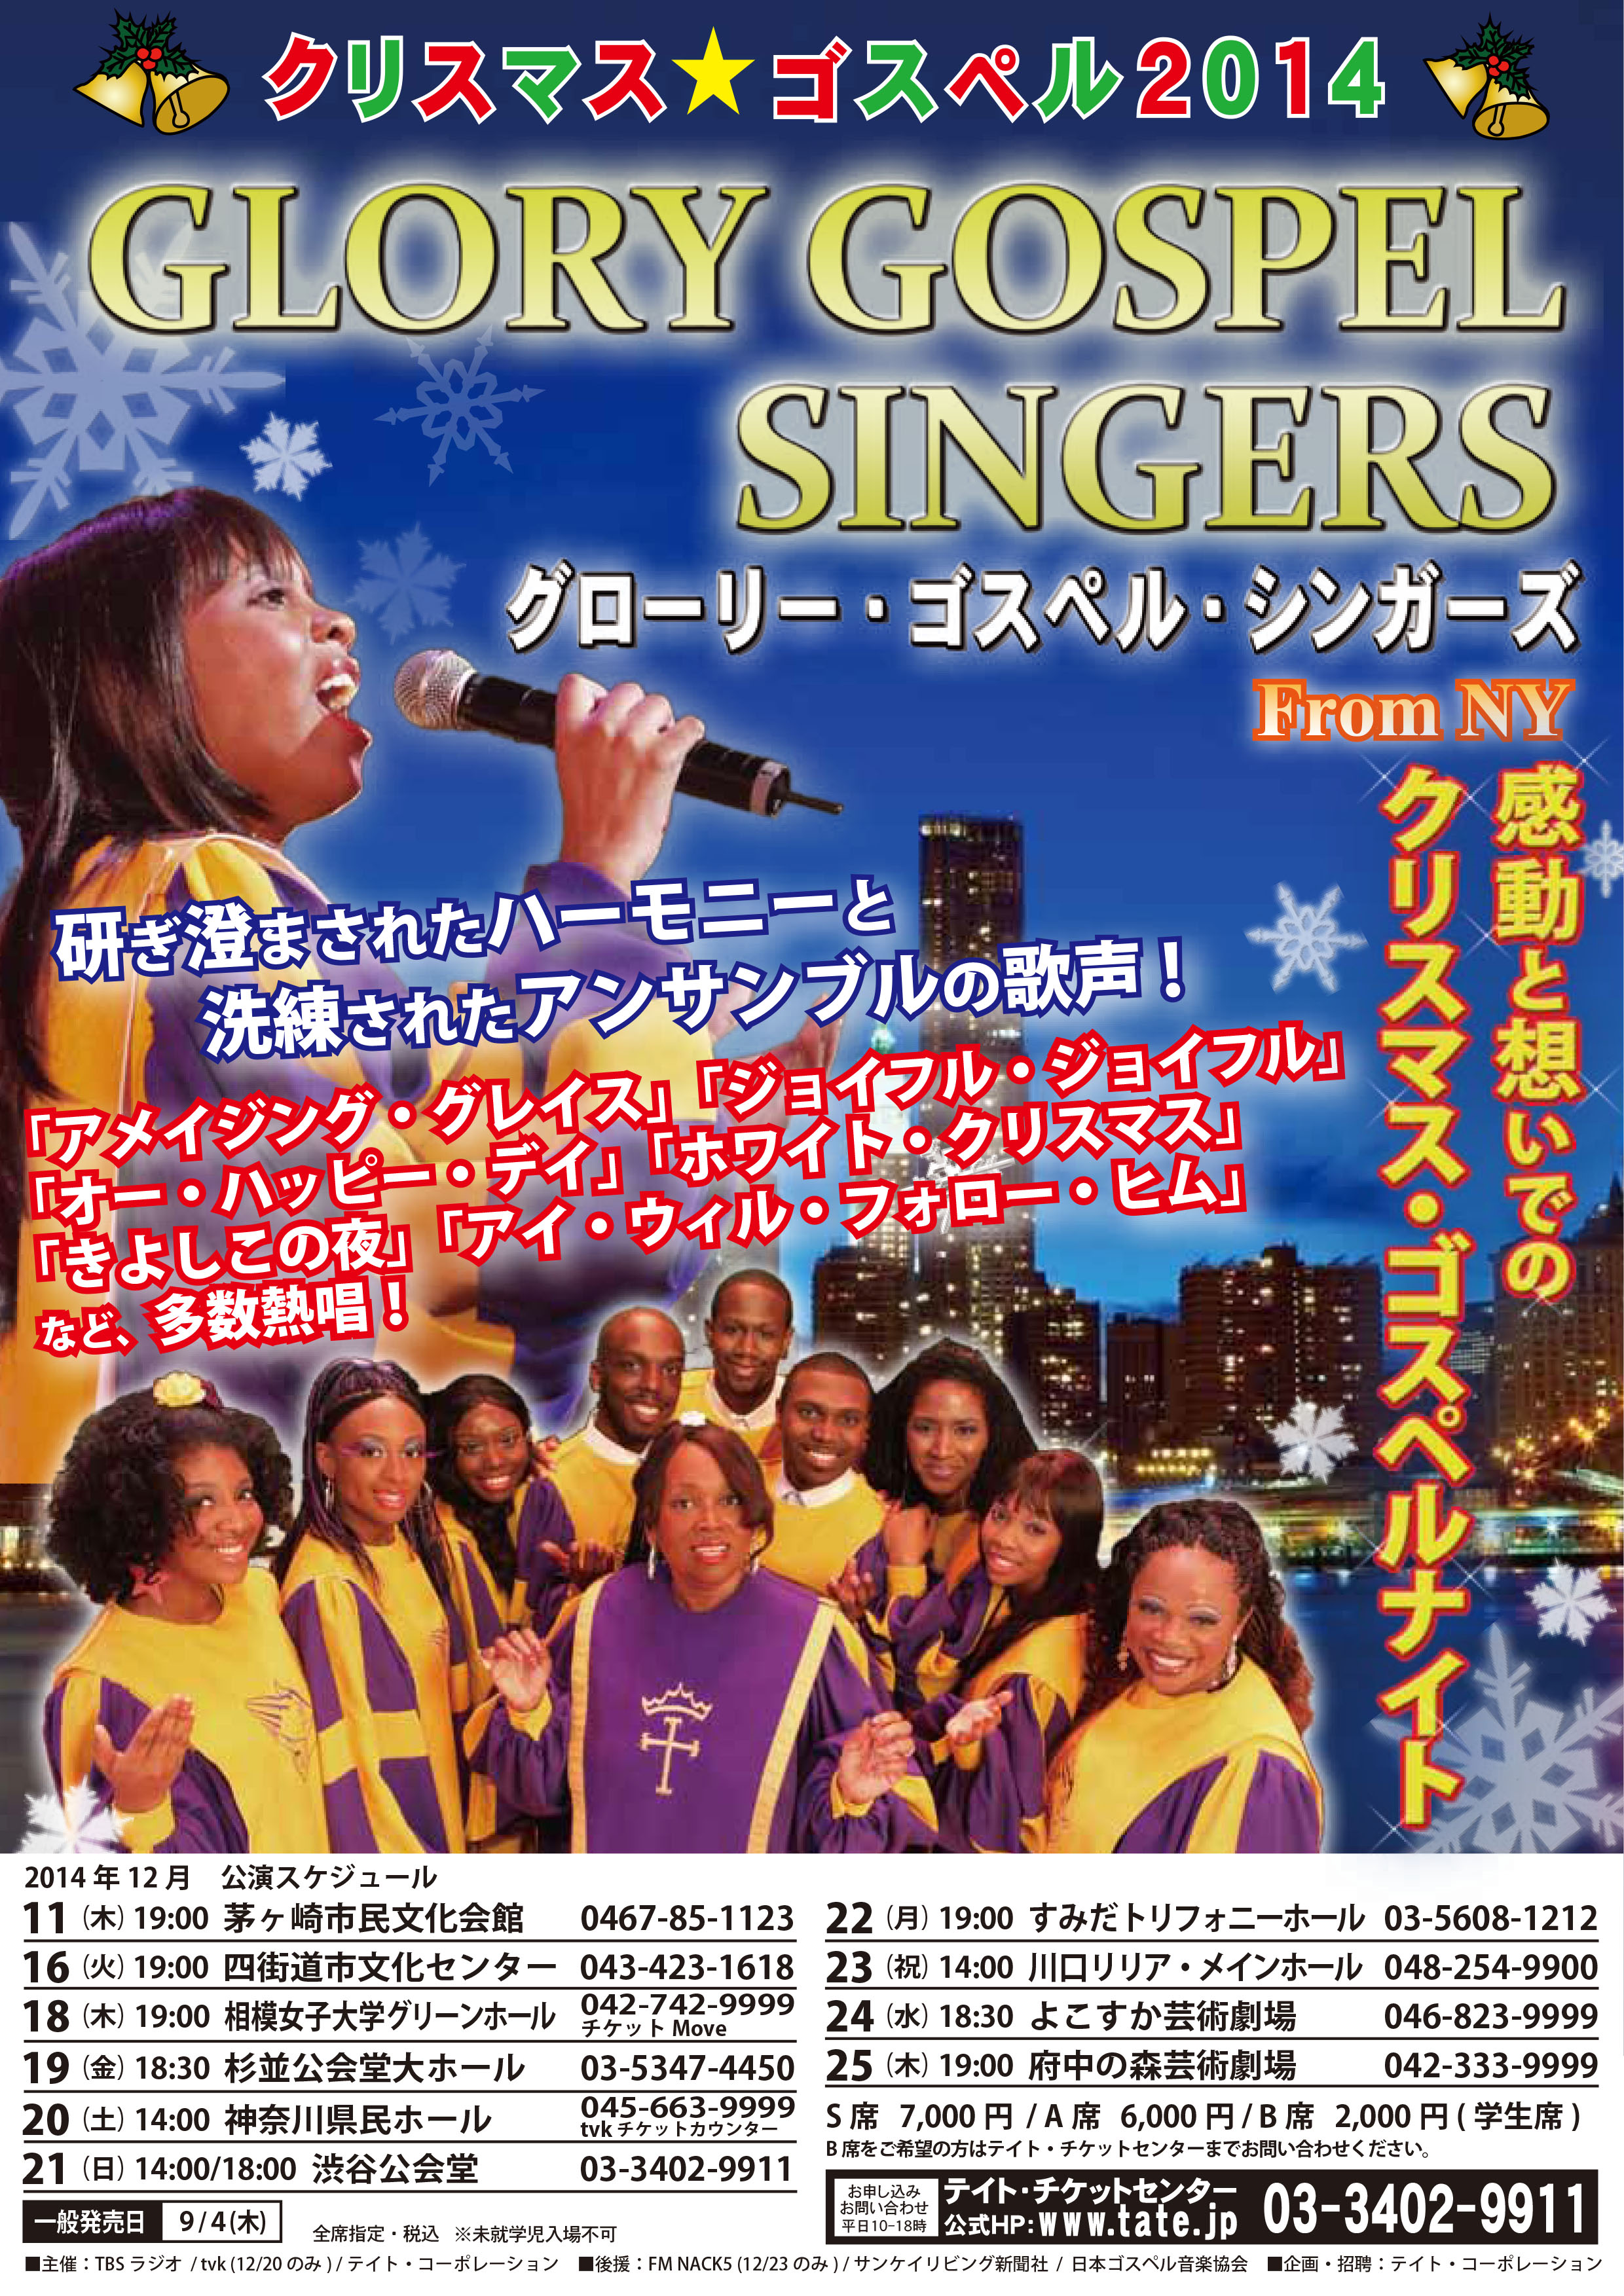 クリスマス★ゴスペル2014
GLORY GOSPEL
SINGERS
グローリー・ゴスペル・シンガーズ
From NY
感動と想いでの
クリスマス・ゴスペルナイト
研ぎ澄まされたハーモニーと
洗練されたアンサンブルの歌声！
「アメイジング・グレイス」「ジョイフル・ジョイフル」
「オー・ハッピー・デイ」「ホワイト・クリスマス」
「きよしこの夜」「アイ・ウィル・フォロー・ヒム」
など、多数熱唱！
2014年12月 公演スケジュール
11（木）19:00 茅ヶ崎市民文化会館 0467-85-1123
16（火）19:00 四街道市文化センター 043-423-1618
18（木）19:00 相模女子大学グリーンホール 042-742-9999
チケットMove
19（金）18:30 杉並公会堂大ホール 03-5347-4450
20（土）14:00 神奈川県民ホール 045-663-9999
tvkチケットカウンター
21（日）14:00/18:00 渋谷公会堂 03-3402-9911
22（月）19:00 すみだトリフォニーホール 03-5608-1212
23（祝）14:00 川口リリア・メインホール 048-254-9900
24（水）18:30 よこすか芸術劇場 046-823-9999
25（木）19:00 府中の森芸術劇場 042-333-9999
S席 7,000円 /A席 6,000円/B席 2,000円(学生席)
B席をご希望の方はテイト・チケットセンターまでお問い合わせください。
一般発売日 9/4(木)
全席指定・税込 ※未就学児入場不可
お申し込み
お問い合わせ
平日10-18時
テイト・チケットセンター
公式HP:www.tate.jp
03-3402-9911
■主催：TBSラジオ /tvk(12/20のみ)/テイト・コーポレーション ■後援：FM NACK5(12/23のみ)/サンケイリビング新聞社 / 日本ゴスペル音楽協会 ■企画・招聘：テイト・コーポレーション